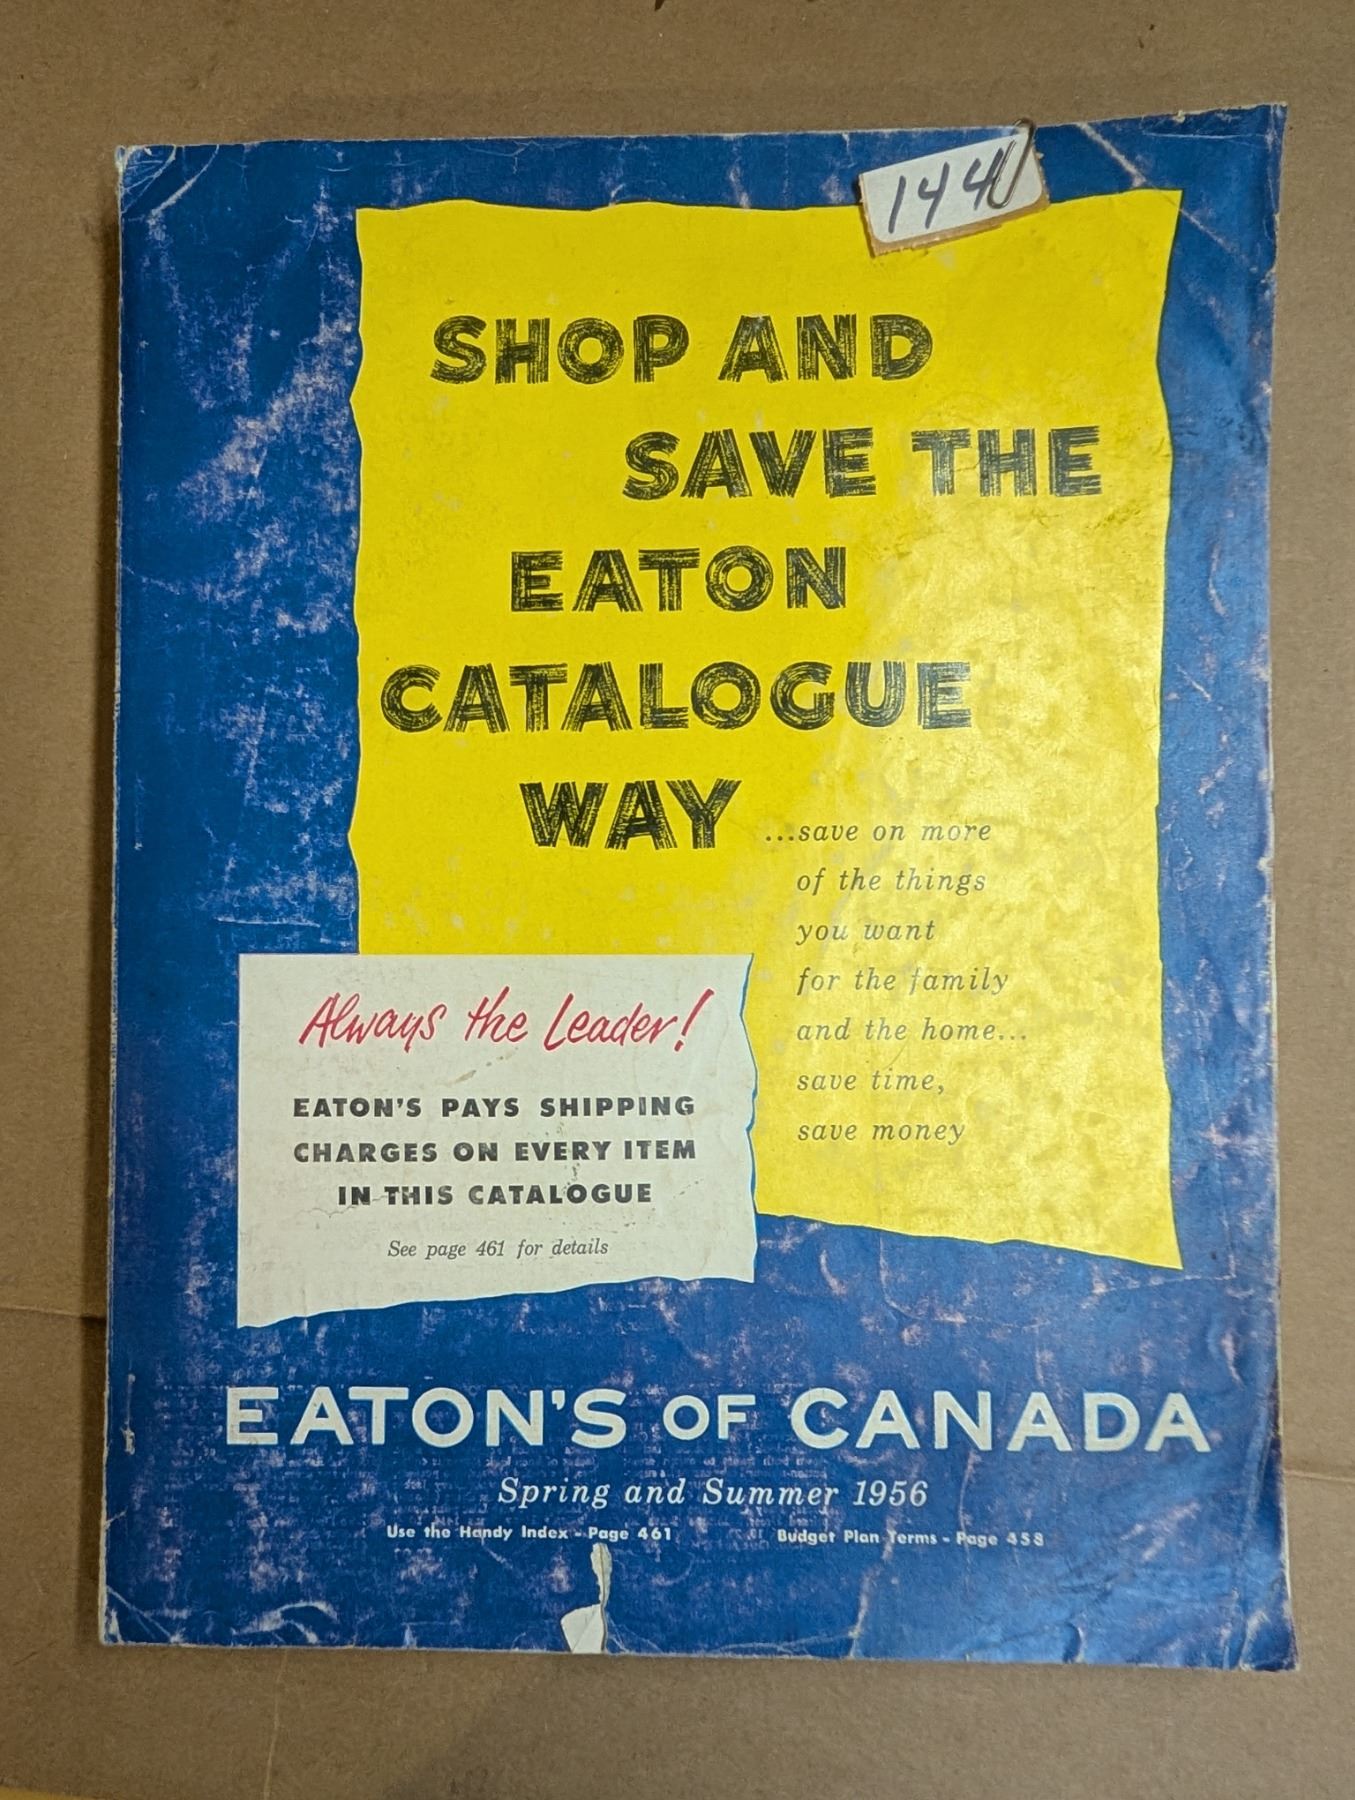 144
SHOP AND
SAVE THE
EATON
CATALOGUE
WAY
...save on more
of the things
you want
for the family
and the home...
save time,
save money
Always the Leader!
EATON'S PAYS SHIPPING
CHARGES ON EVERY ITEM
IN THIS CATALOGUE
See page 461 for details
EATON'S OF CANADA
Spring and Summer 1956
Use the Handy Index - Page 461
Budget Plan Terms - Page 458